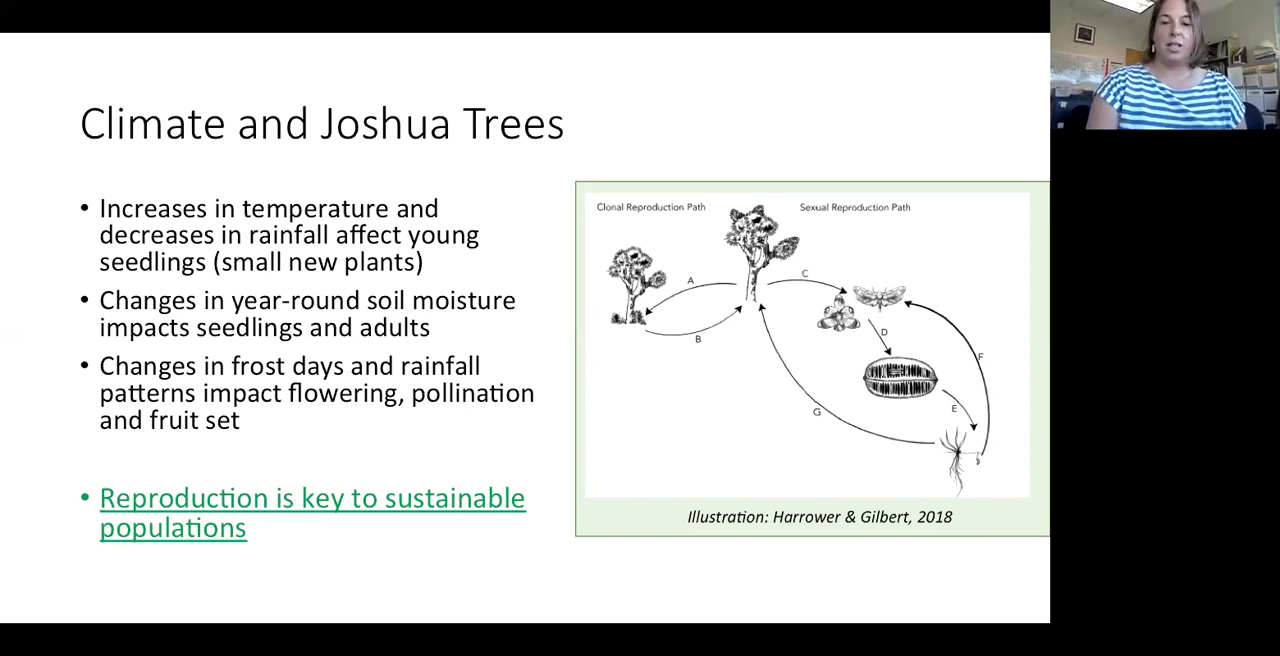 Climate and Joshua Trees
• Increases in temperature and
decreases in rainfall affect young
seedlings (small new plants)
• Changes in year-round soil moisture
impacts seedlings and adults
• Changes in frost days and rainfall
patterns impact flowering, pollination
and fruit set
• Reproduction is key to sustainable
populations
Clonal Reproduction Path
Sexual Reproduction Path
A
B
C
D
E
F
G
Illustration: Harrower & Gilbert, 2018